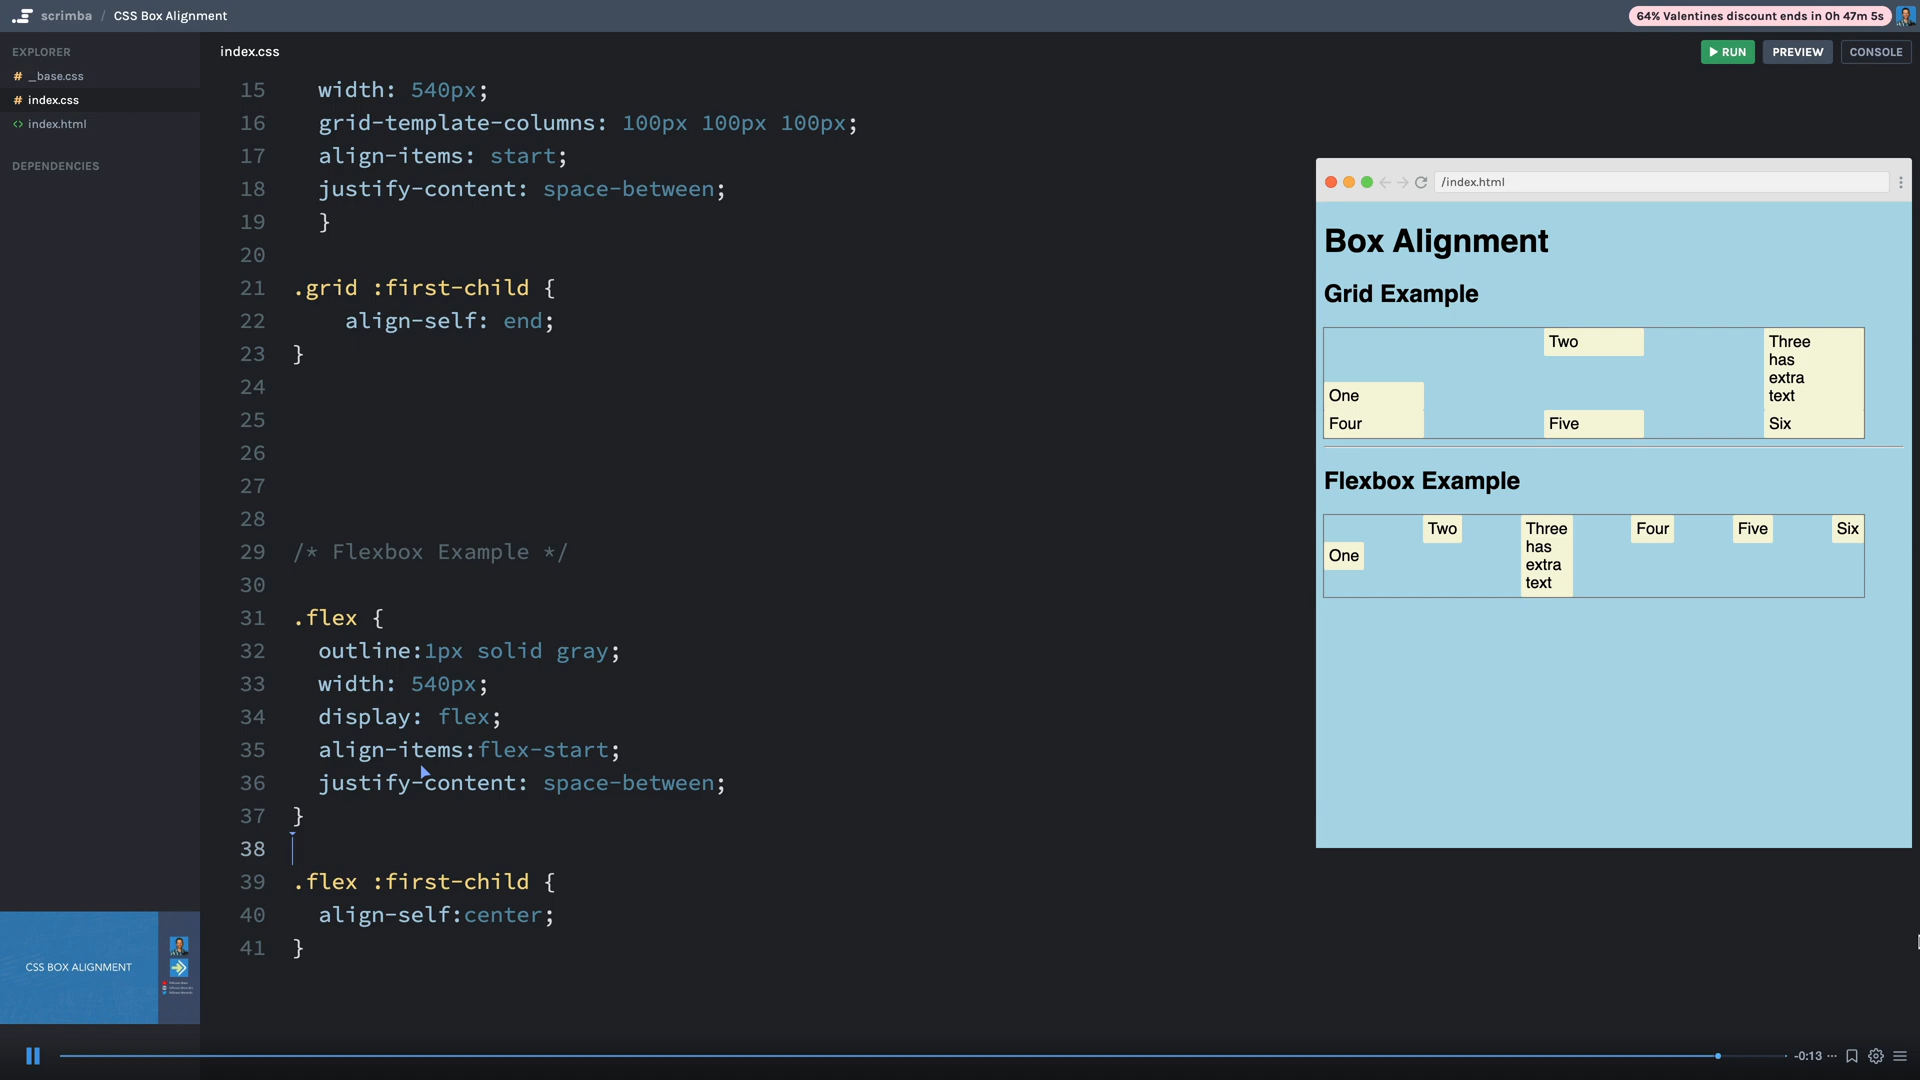 scrimba / CSS Box Alignment
64% Valentines discount ends in 0h 47m 5s
EXPLORER
# _base.css
# index.css
<> index.html
DEPENDENCIES
index.css
RUN
PREVIEW
CONSOLE
15 width: 540px;
16 grid-template-columns: 100px 100px 100px;
17 align-items: start;
18 justify-content: space-between;
19 }
20
21 .grid :first-child {
22 align-self: end;
23 }
24
25
26
27
28
29 /* Flexbox Example */
30
31 .flex {
32 outline:1px solid gray;
33 width: 540px;
34 display: flex;
35 align-items:flex-start;
36 justify-content: space-between;
37 }
38
39 .flex :first-child {
40 align-self:center;
41 }
/index.html
Box Alignment
Grid Example
Two
Three
has
extra
text
One
Four
Five
Six
Flexbox Example
Two
Three
has
extra
text
Four
Five
Six
One
CSS BOX ALIGNMENT
-0:13